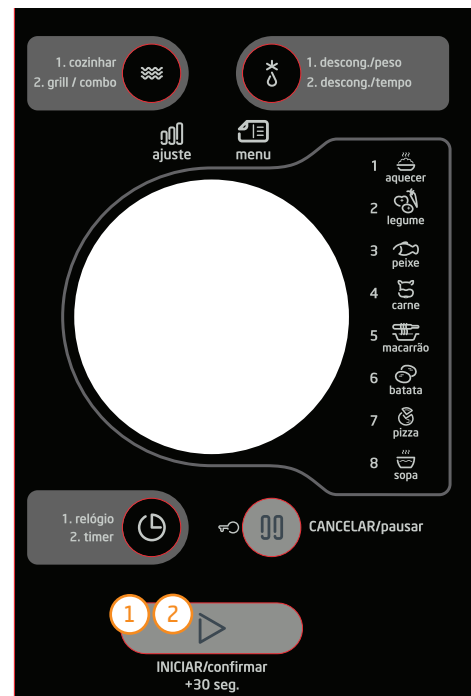 1. cozinhar
2. grill / combo
1. descong./peso
2. descong./tempo
ajuste
menu
1
aquecer
2
legume
3
peixe
4
carne
5
macarrão
6
batata
7
pizza
8
sopa
1. relógio
2. timer
CANCELAR/pausar
1 2
INICIAR/confirmar
+30 seg.